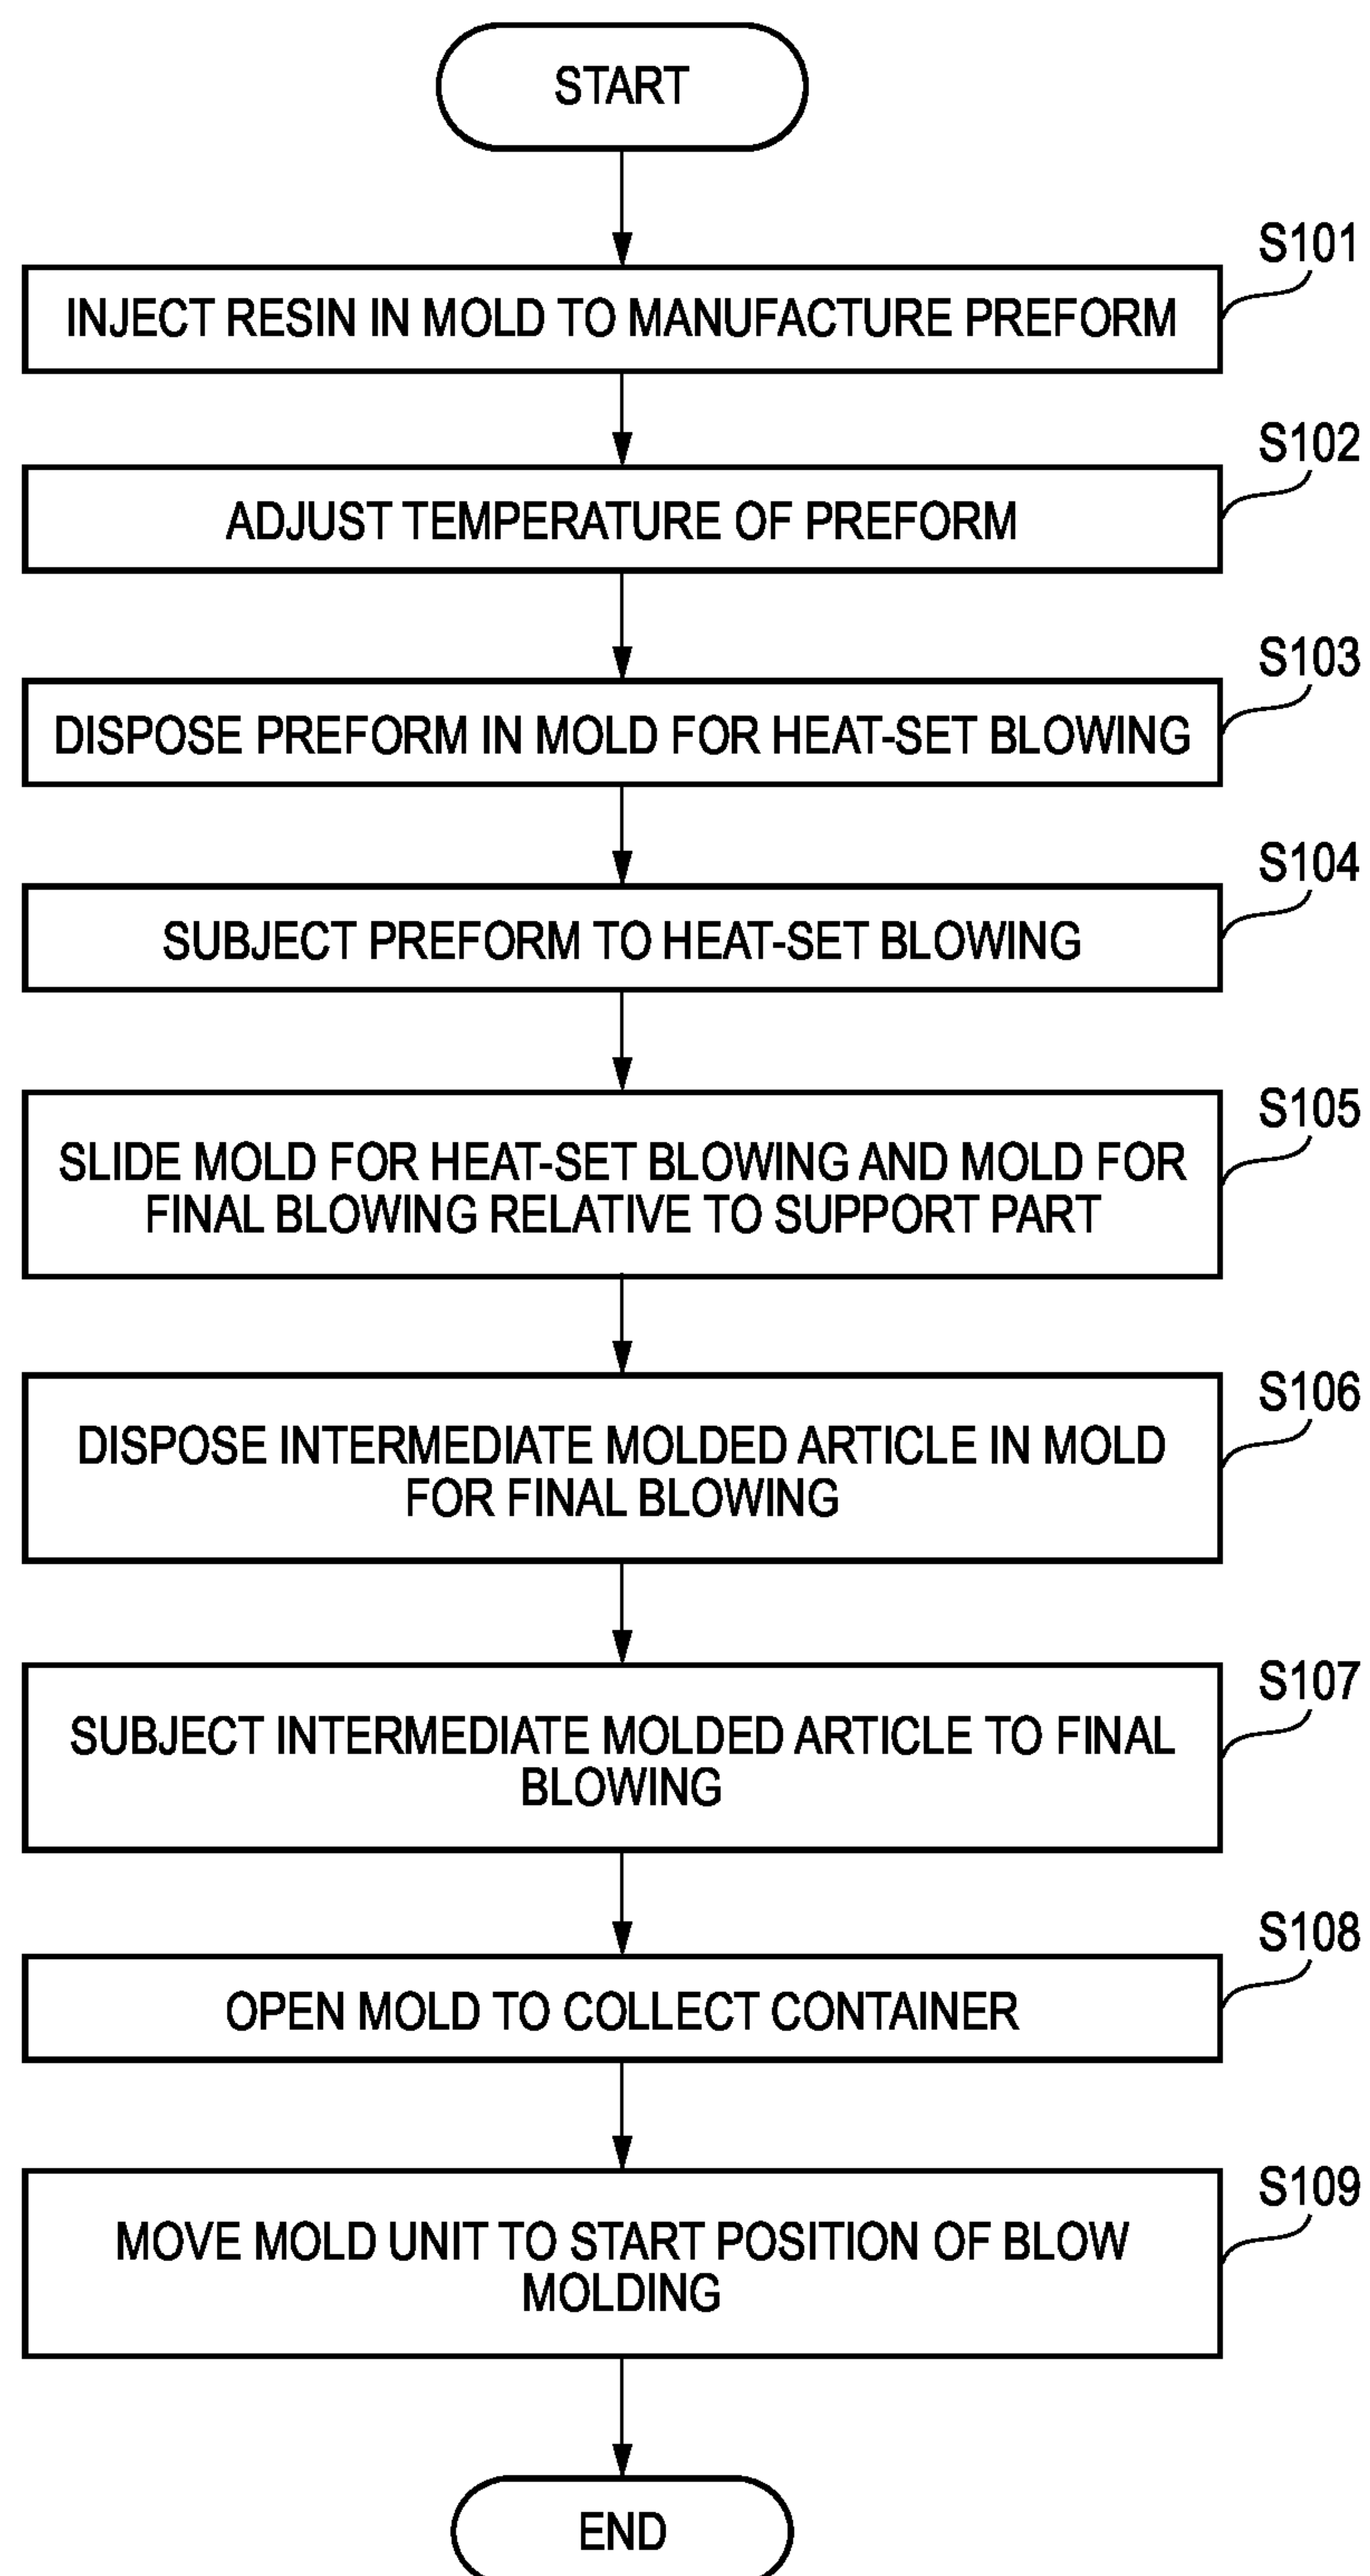 START
S101
INJECT RESIN IN MOLD TO MANUFACTURE PREFORM
S102
ADJUST TEMPERATURE OF PREFORM
S103
DISPOSE PREFORM IN MOLD FOR HEAT-SET BLOWING
S104
SUBJECT PREFORM TO HEAT-SET BLOWING
S105
SLIDE MOLD FOR HEAT-SET BLOWING AND MOLD FOR
FINAL BLOWING RELATIVE TO SUPPORT PART
S106
DISPOSE INTERMEDIATE MOLDED ARTICLE IN MOLD
FOR FINAL BLOWING
S107
SUBJECT INTERMEDIATE MOLDED ARTICLE TO FINAL
BLOWING
S108
OPEN MOLD TO COLLECT CONTAINER
S109
MOVE MOLD UNIT TO START POSITION OF BLOW
MOLDING
END